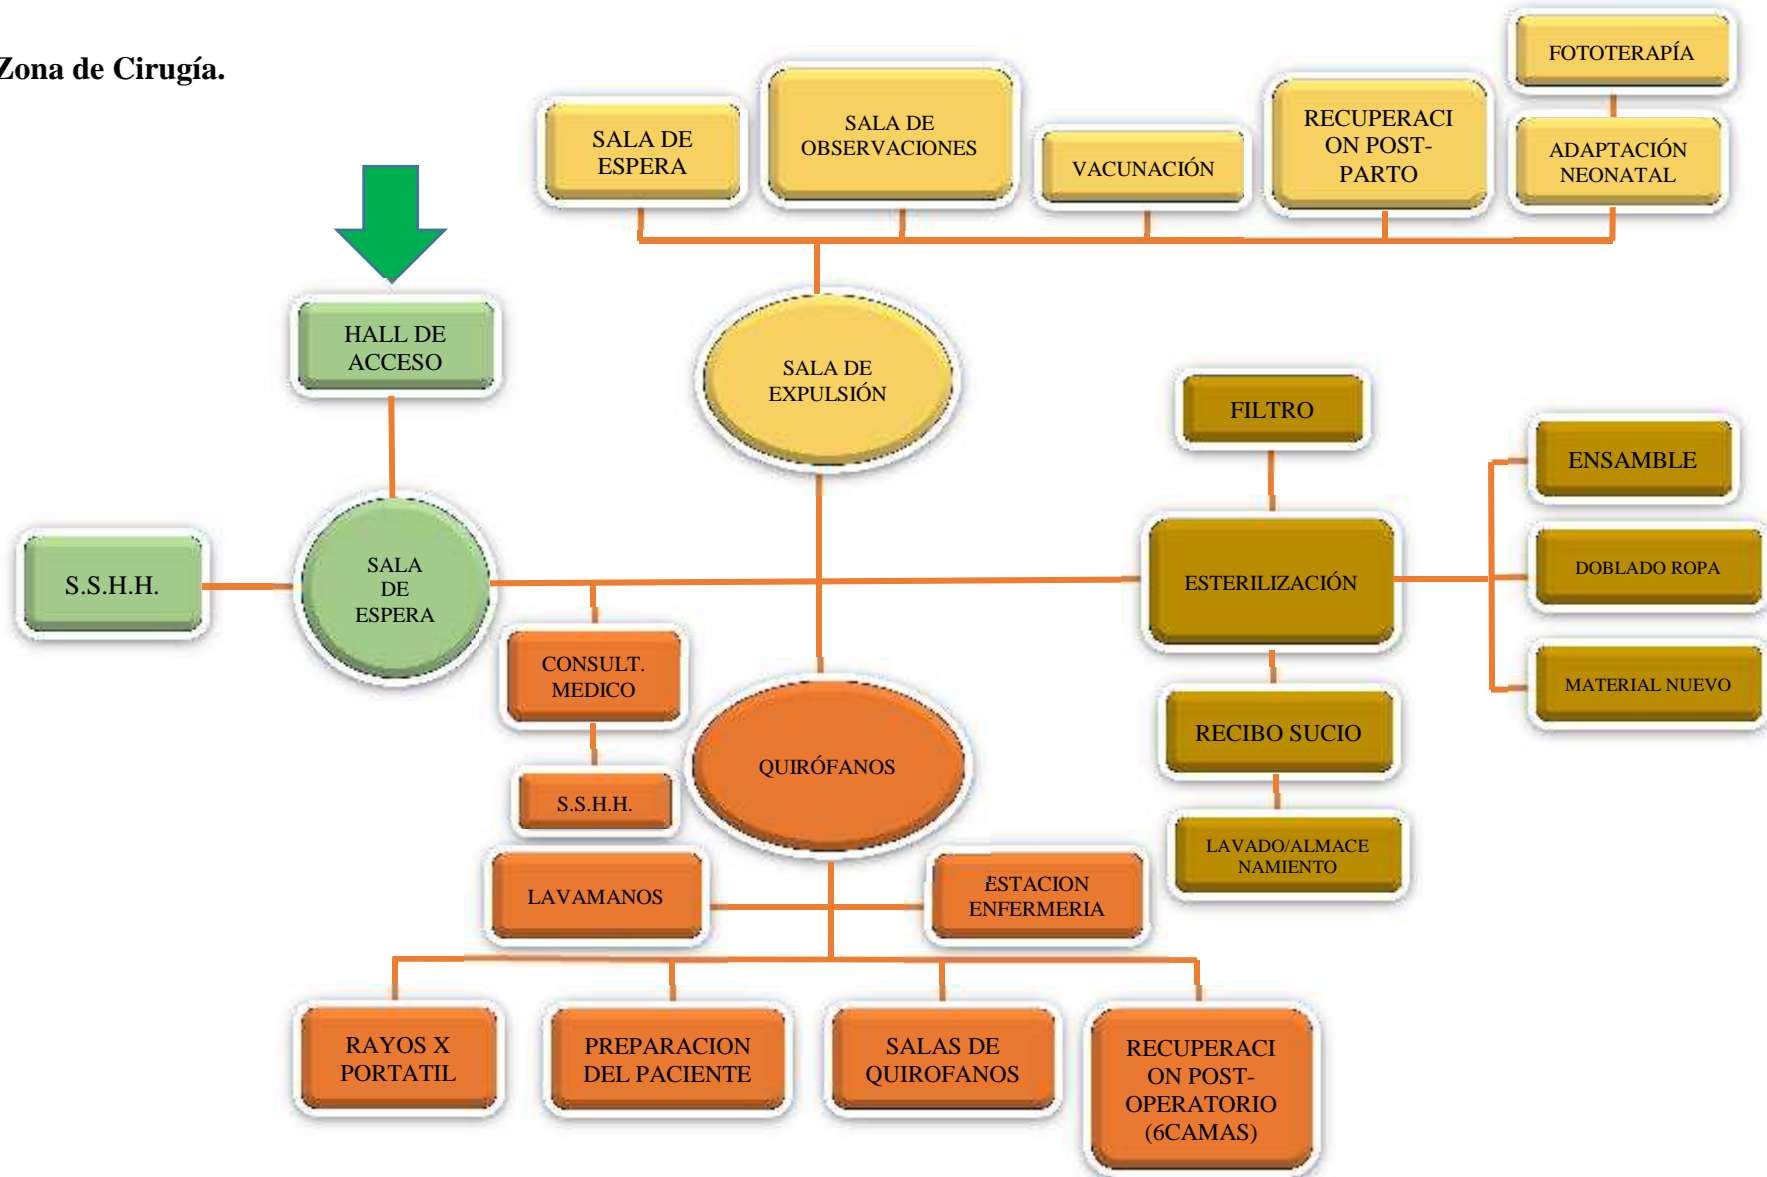 Zona de Cirugía.
FOTOTERAPÍA
SALA DE
ESPERA
SALA DE
OBSERVACIONES
VACUNACIÓN
RECUPERACI
ON POST-
PARTO
ADAPTACIÓN
NEONATAL
HALL DE
ACCESO
SALA DE
EXPULSIÓN
FILTRO
ENSAMBLE
S.S.H.H.
SALA
DE
ESPERA
ESTERILIZACIÓN
DOBLADO ROPA
CONSULT.
MEDICO
MATERIAL NUEVO
QUIRÓFANOS
RECIBO SUCIO
S.S.H.H.
LAVADO/ALMACE
NAMIENTO
LAVAMANOS
ESTACION
ENFERMERIA
RAYOS X
PORTATIL
PREPARACION
DEL PACIENTE
SALAS DE
QUIROFANOS
RECUPERACI
ON POST-
OPERATORIO
(6CAMAS)